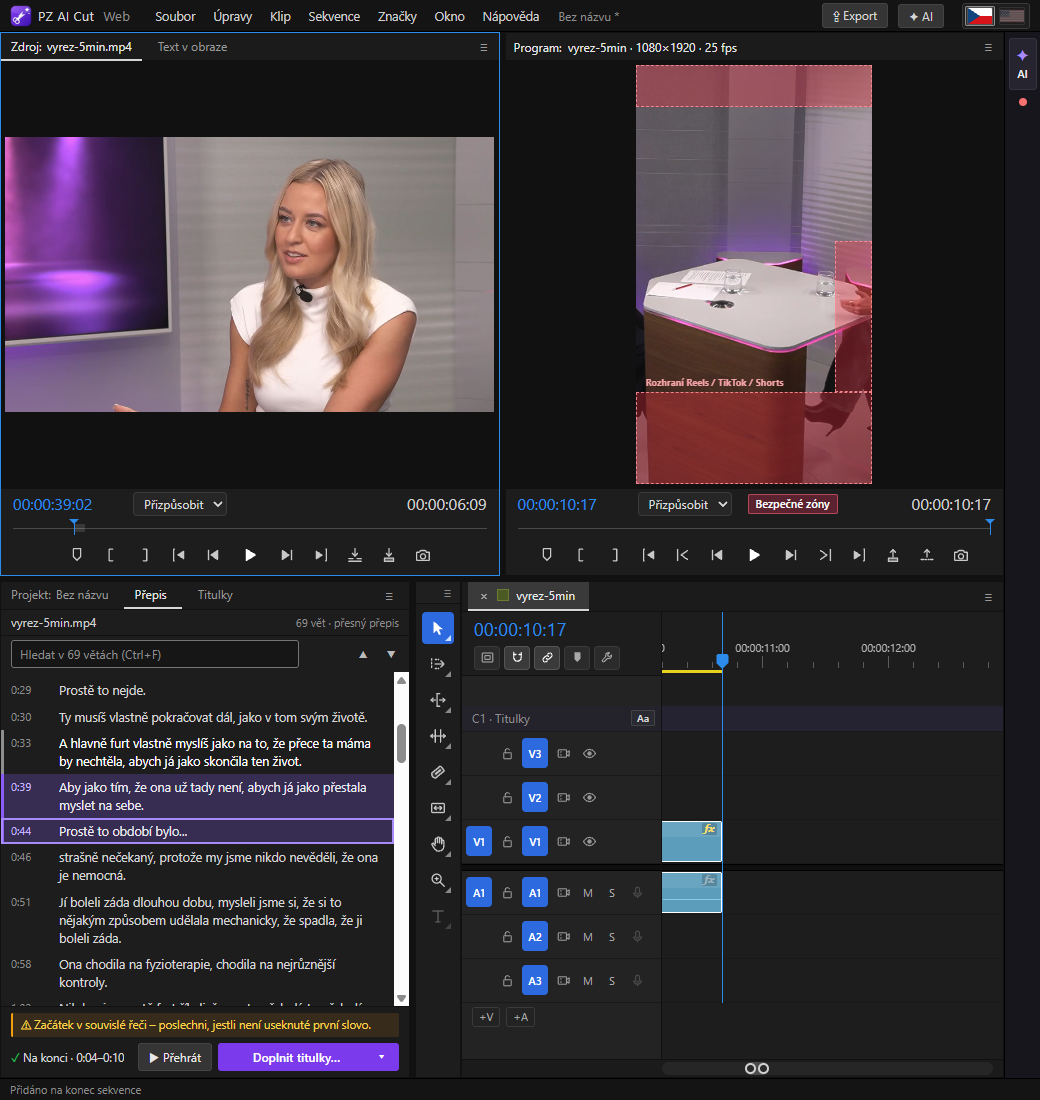 PZ AI Cut Web Soubor Úpravy Klip Sekvence Značky Okno Nápověda Bez názvu * Export AI
Zdroj: vyrez-5min.mp4 Text v obraze
Program: vyrez-5min · 1080×1920 · 25 fps
AI
Rozhraní Reels / TikTok / Shorts
00:00:39:02 Přizpůsobit 00:00:06:09
00:00:10:17 Přizpůsobit Bezpečné zóny 00:00:10:17
Projekt: Bez názvu Přepis Titulky
vyrez-5min.mp4 69 vět · přesný přepis
Hledat v 69 větách (Ctrl+F)
0:29 Prostě to nejde.
0:30 Ty musíš vlastně pokračovat dál, jako v tom svým životě.
0:33 A hlavně furt vlastně myslíš jako na to, že přece ta máma
by nechtěla, abych já jako skončila ten život.
0:39 Aby jako tím, že ona už tady není, abych já jako přestala
myslet na sebe.
0:44 Prostě to období bylo...
0:46 strašně nečekaný, protože my jsme nikdo nevěděli, že ona
je nemocná.
0:51 Jí boleli záda dlouhou dobu, mysleli jsme si, že si to
nějakým způsobem udělala mechanicky, že spadla, že ji
boleli záda.
0:58 Ona chodila na fyzioterapie, chodila na nejrůznější
kontroly.
⚠ Začátek v souvislé řeči – poslechni, jestli není useknuté první slovo.
✓ Na konci · 0:04–0:10 ▶ Přehrát Doplnit titulky...
Přidáno na konec sekvence
× vyrez-5min
00:00:10:17
00:00:11:00 00:00:12:00
C1 · Titulky Aa
V3
V2
V1 V1 fx
A1 A1 M S fx
A2 M S
A3 M S
+V +A